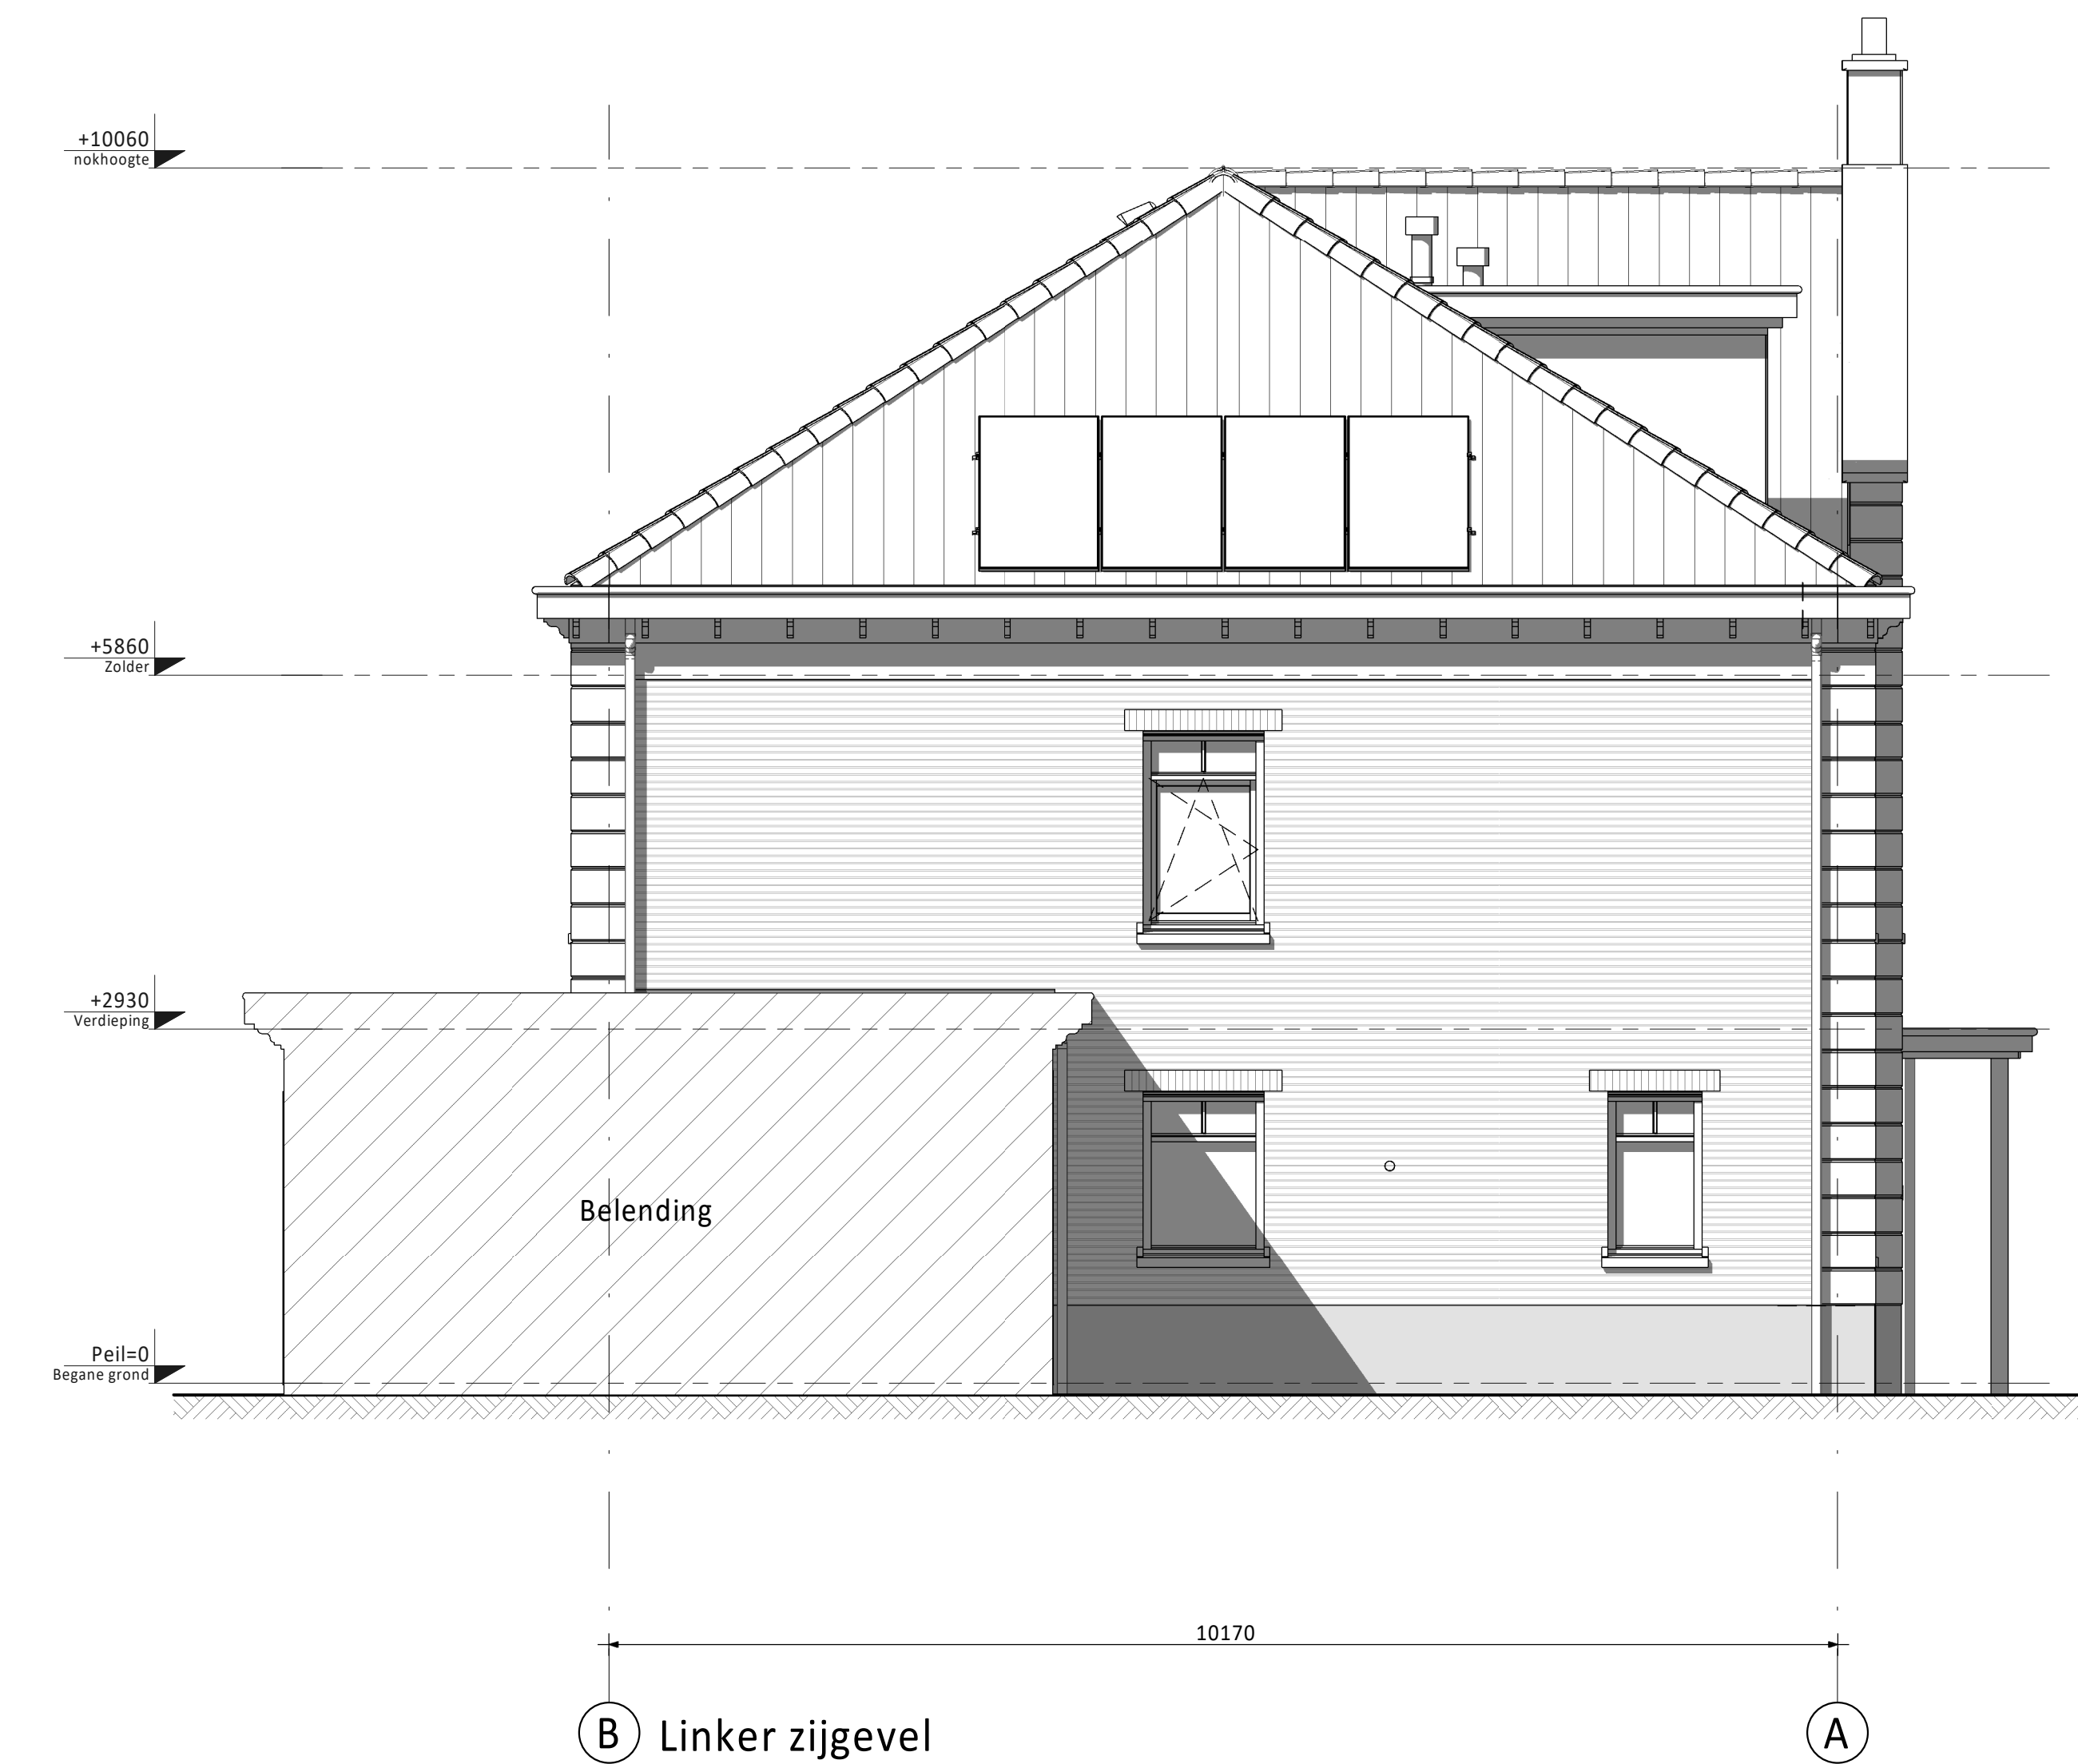 +10060
nokhoogte
+5860
Zolder
+2930
Verdieping
Belending
Peil=0
Begane grond
10170
B Linker zijgevel
A